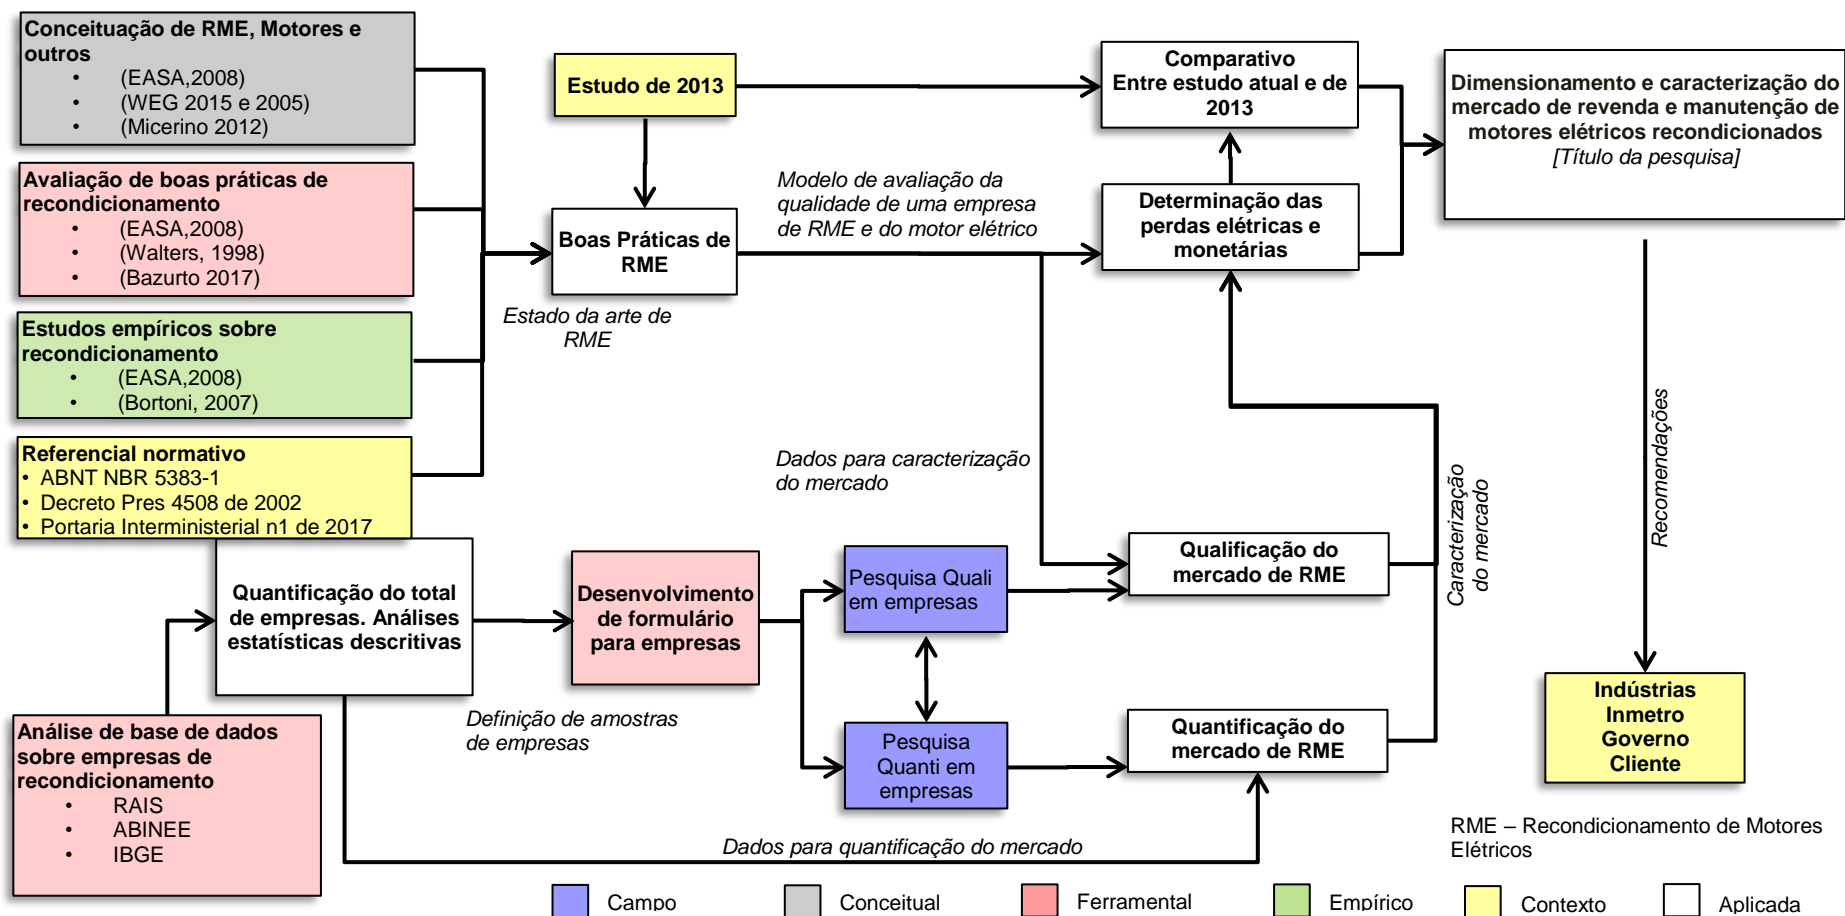 Conceituação de RME, Motores e
outros
• (EASA,2008)
• (WEG 2015 e 2005)
• (Micerino 2012)
Avaliação de boas práticas de
recondicionamento
• (EASA,2008)
• (Walters, 1998)
• (Bazurto 2017)
Estudos empíricos sobre
recondicionamento
• (EASA,2008)
• (Bortoni, 2007)
Referencial normativo
• ABNT NBR 5383-1
• Decreto Pres 4508 de 2002
• Portaria Interministerial n1 de 2017
Estudo de 2013
Boas Práticas de
RME
Estado da arte de
RME
Modelo de avaliação da
qualidade de uma empresa
de RME e do motor elétrico
Comparativo
Entre estudo atual e de
2013
Determinação das
perdas elétricas e
monetárias
Dimensionamento e caracterização do
mercado de revenda e manutenção de
motores elétricos recondicionados
[Título da pesquisa]
Dados para caracterização
do mercado
Caracterização
do mercado
Recomendações
Quantificação do total
de empresas. Análises
estatísticas descritivas
Desenvolvimento
de formulário
para empresas
Pesquisa Quali
em empresas
Qualificação do
mercado de RME
Definição de amostras
de empresas
Pesquisa
Quanti em
empresas
Quantificação do
mercado de RME
Indústrias
Inmetro
Governo
Cliente
Análise de base de dados
sobre empresas de
recondicionamento
• RAIS
• ABINEE
• IBGE
Dados para quantificação do mercado
RME – Recondicionamento de Motores
Elétricos
Campo Conceitual Ferramental Empírico Contexto Aplicada